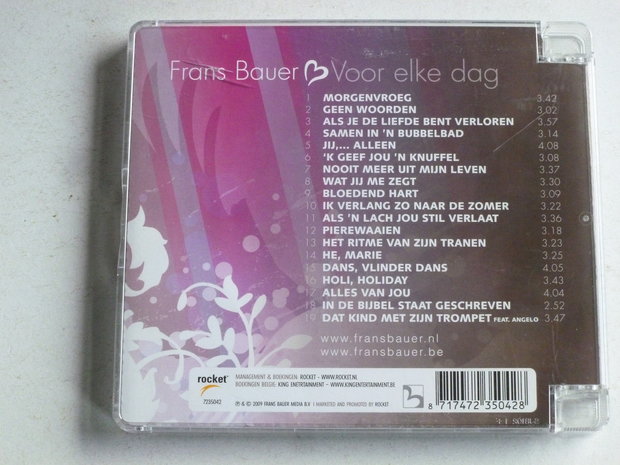 Frans Bauer Voor elke dag
1 MORGENVROEG 3.42
2 GEEN WOORDEN 3.02
3 ALS JE DE LIEFDE BENT VERLOREN 3.57
4 SAMEN IN 'N BUBBELBAD 3.14
5 JIJ,... ALLEEN 4.08
6 'K GEEF JOU 'N KNUFFEL 3.08
7 NOOIT MEER UIT MIJN LEVEN 3.37
8 WAT JIJ ME ZEGT 3.30
9 BLOEDEND HART 3.09
10 IK VERLANG ZO NAAR DE ZOMER 3.22
11 ALS 'N LACH JOU STIL VERLAAT 3.36
12 PIEREWAAIEN 3.18
13 HET RITME VAN ZIJN TRANEN 3.23
14 HE, MARIE 3.25
15 DANS, VLINDER DANS 4.05
16 HOLI, HOLIDAY 3.43
17 ALLES VAN JOU 4.04
18 IN DE BIJBEL STAAT GESCHREVEN 2.52
19 DAT KIND MET ZIJN TROMPET FEAT. ANGELO 3.47
www.fransbauer.nl
www.fransbauer.be
rocket
7235042
MANAGEMENT & BOEKINGEN: ROCKET - WWW.ROCKET.NL
BOEKINGEN BELGIE: KING ENTERTAINMENT - WWW.KINGENTERTAINMENT.BE
℗ & © 2009 FRANS BAUER MEDIA B.V. | MARKETED AND PROMOTED BY ROCKET
8 717472 350428